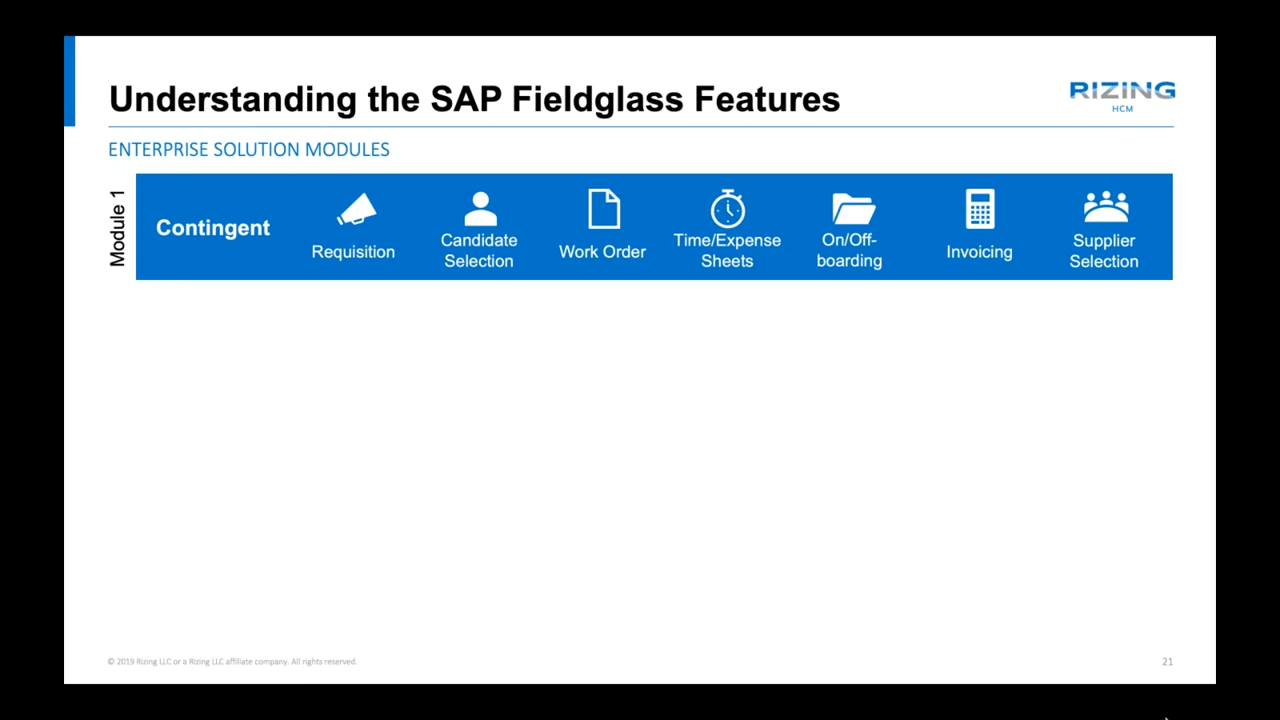 Understanding the SAP Fieldglass Features
RIZING
HCM
ENTERPRISE SOLUTION MODULES
Module 1
Contingent
Requisition
Candidate
Selection
Work Order
Time/Expense
Sheets
On/Off-
boarding
Invoicing
Supplier
Selection
© 2019 Rizing LLC or a Rizing LLC affiliate company. All rights reserved.
21